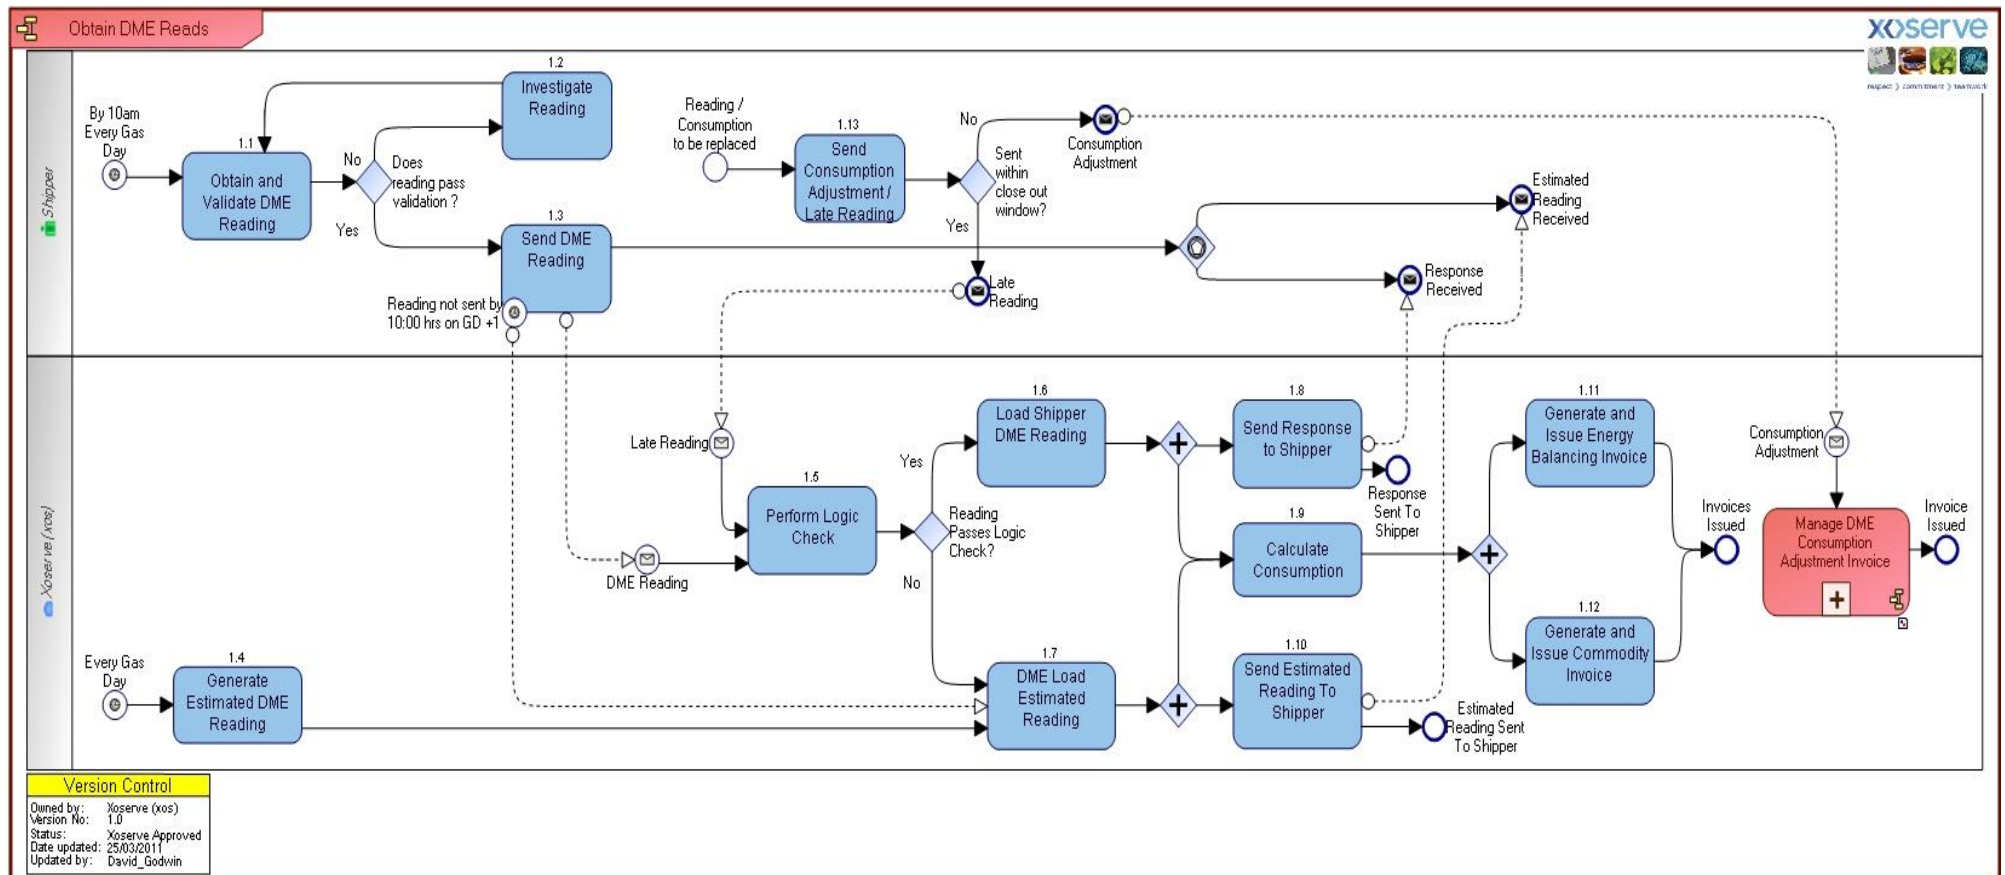 Obtain DME Reads
xoserve
respect > commitment > teamwork
Shipper
By 10am
Every Gas
Day
1.1
Obtain and
Validate DME
Reading
No
Yes
Does
reading pass
validation ?
1.2
Investigate
Reading
1.3
Send DME
Reading
Reading not sent by
10:00 hrs on GD +1
Reading /
Consumption
to be replaced
1.13
Send
Consumption
Adjustment /
Late Reading
No
Sent
within
close out
window?
Yes
Consumption
Adjustment
Late
Reading
Estimated
Reading
Received
Response
Received
Xoserve (xos)
Every Gas
Day
1.4
Generate
Estimated DME
Reading
Late Reading
DME Reading
1.5
Perform Logic
Check
Yes
Reading
Passes Logic
Check?
No
1.6
Load Shipper
DME Reading
1.7
DME Load
Estimated
Reading
1.8
Send Response
to Shipper
Response
Sent To
Shipper
1.9
Calculate
Consumption
1.10
Send Estimated
Reading To
Shipper
Estimated
Reading Sent
To Shipper
1.11
Generate and
Issue Energy
Balancing Invoice
1.12
Generate and
Issue Commodity
Invoice
Invoices
Issued
Consumption
Adjustment
Manage DME
Consumption
Adjustment Invoice
Invoice
Issued
Version Control
Owned by: Xoserve (xos)
Version No: 1.0
Status: Xoserve Approved
Date updated: 25/03/2011
Updated by: David_Godwin